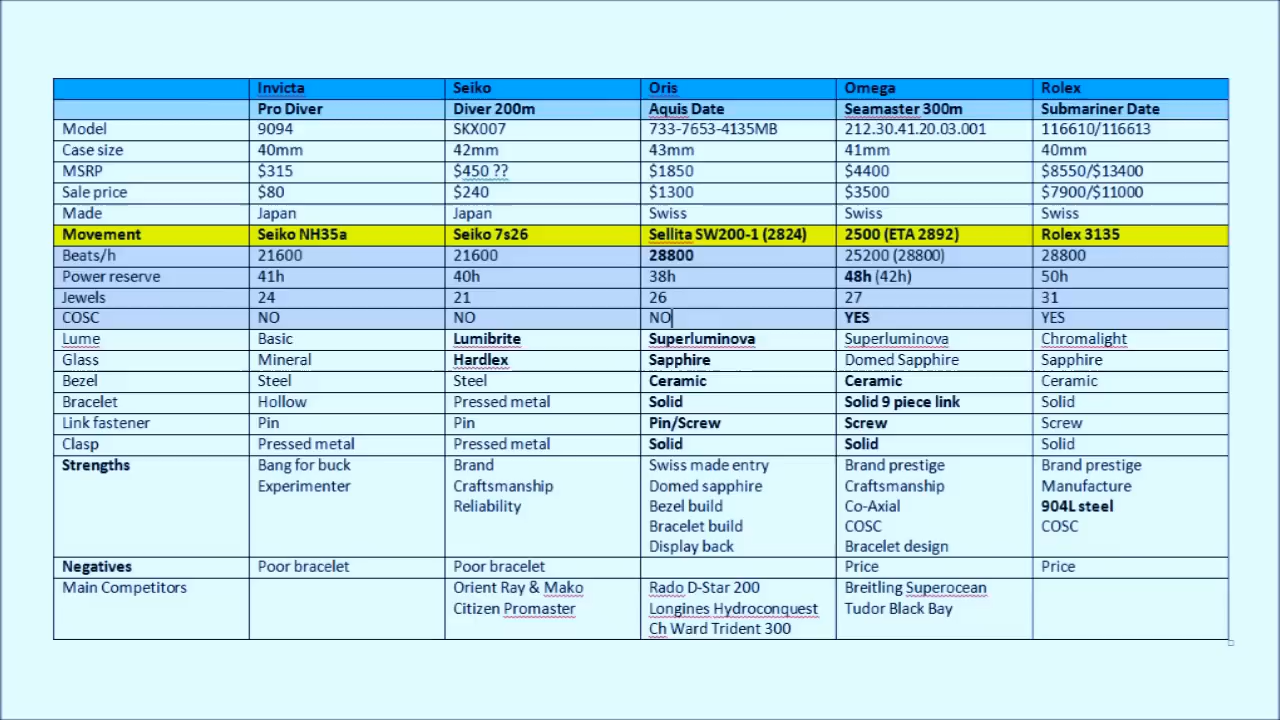 Invicta Seiko Oris Omega Rolex
Pro Diver Diver 200m Aquis Date Seamaster 300m Submariner Date
Model 9094 SKX007 733-7653-4135MB 212.30.41.20.03.001 116610/116613
Case size 40mm 42mm 43mm 41mm 40mm
MSRP $315 $450 ?? $1850 $4400 $8550/$13400
Sale price $80 $240 $1300 $3500 $7900/$11000
Made Japan Japan Swiss Swiss Swiss
Movement Seiko NH35a Seiko 7s26 Sellita SW200-1 (2824) 2500 (ETA 2892) Rolex 3135
Beats/h 21600 21600 28800 25200 (28800) 28800
Power reserve 41h 40h 38h 48h (42h) 50h
Jewels 24 21 26 27 31
COSC NO NO NO YES YES
Lume Basic Lumibrite Superluminova Superluminova Chromalight
Glass Mineral Hardlex Sapphire Domed Sapphire Sapphire
Bezel Steel Steel Ceramic Ceramic Ceramic
Bracelet Hollow Pressed metal Solid Solid 9 piece link Solid
Link fastener Pin Pin Pin/Screw Screw Screw
Clasp Pressed metal Pressed metal Solid Solid Solid
Strengths Bang for buck Brand Swiss made entry Brand prestige Brand prestige
Experimenter Craftsmanship Domed sapphire Craftsmanship Manufacture
Reliability Bezel build Co-Axial 904L steel
Bracelet build COSC COSC
Display back Bracelet design
Negatives Poor bracelet Poor bracelet Price Price
Main Competitors Orient Ray & Mako Rado D-Star 200 Breitling Superocean
Citizen Promaster Longines Hydroconquest Tudor Black Bay
Ch Ward Trident 300